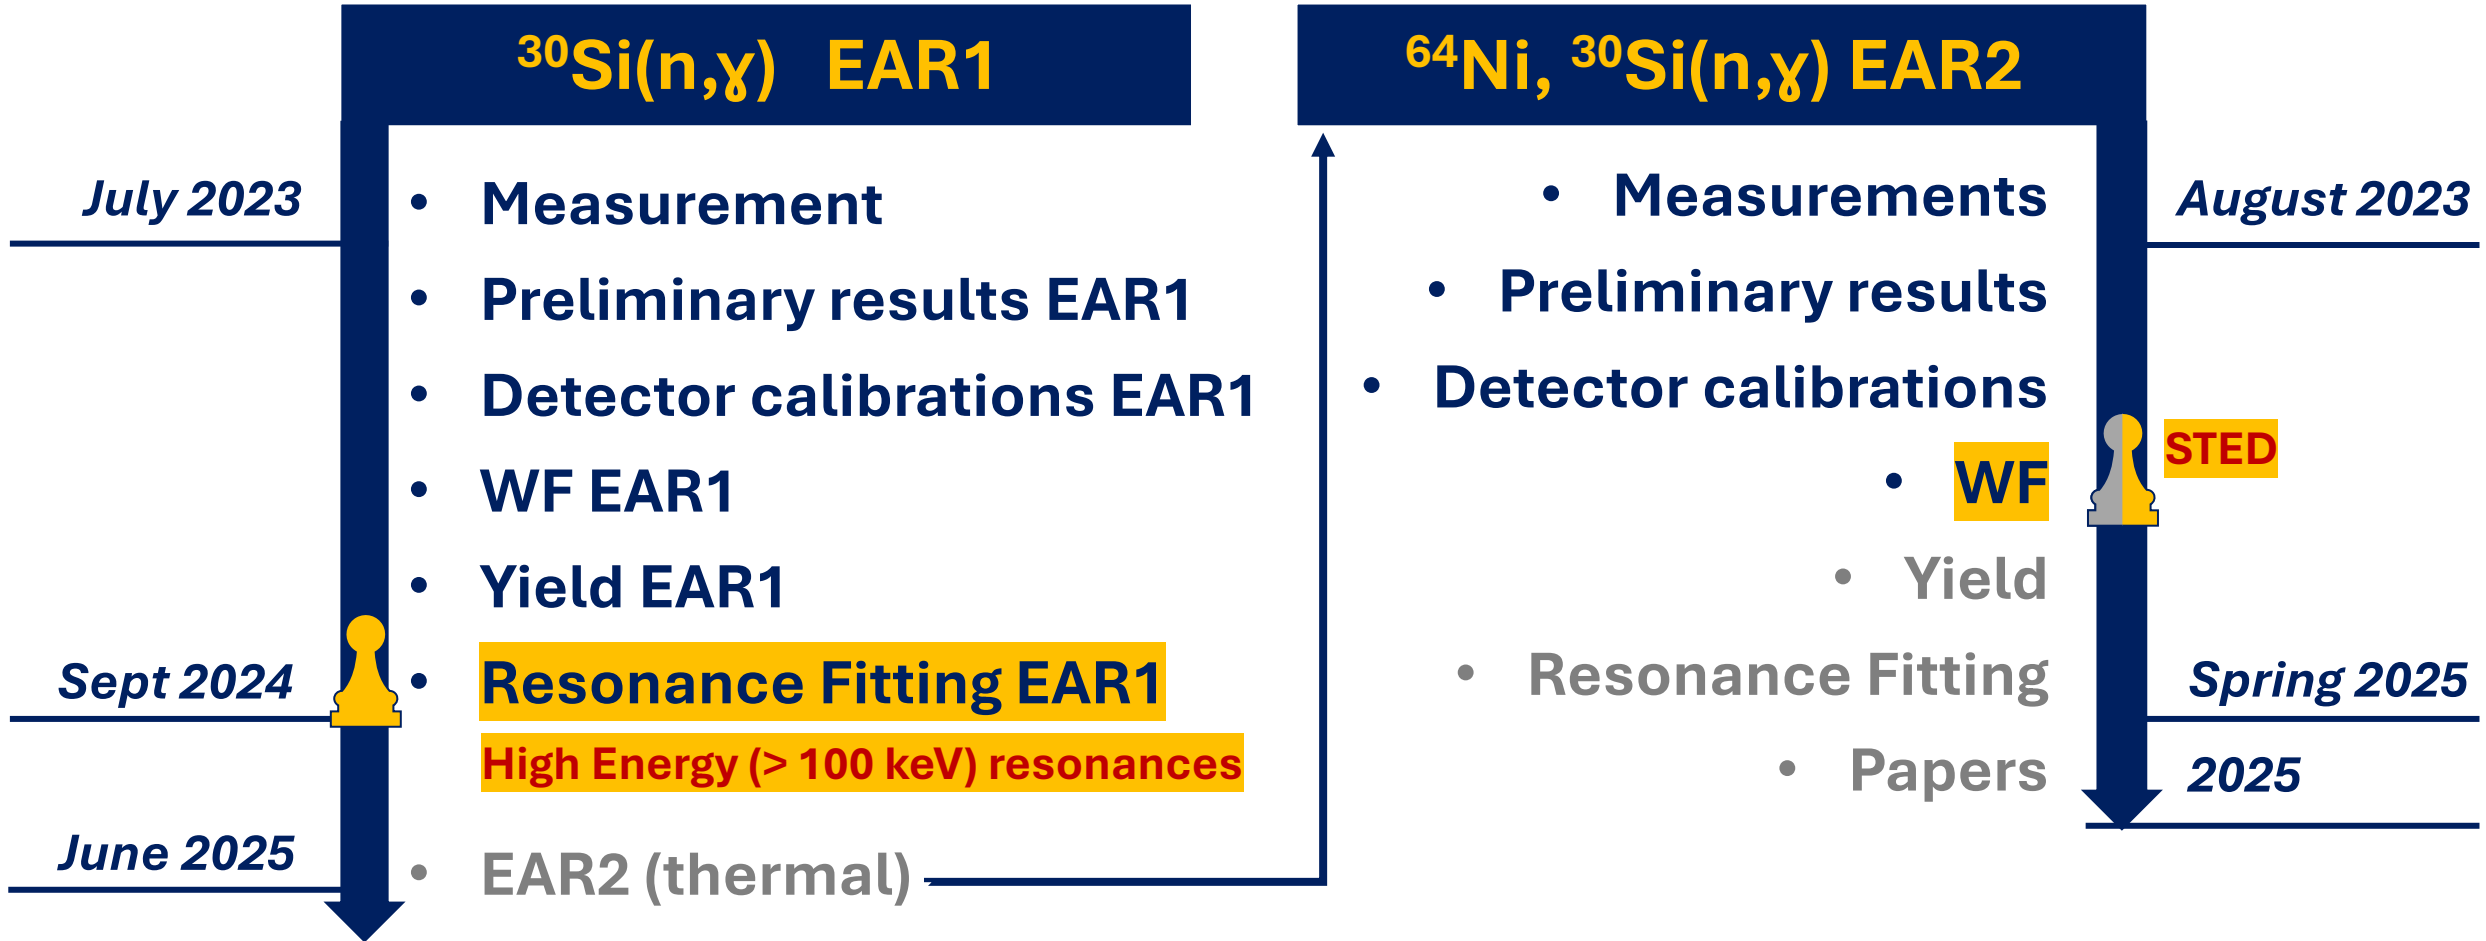 ³⁰Si(n,ɣ) EAR1
July 2023
• Measurement
• Preliminary results EAR1
• Detector calibrations EAR1
• WF EAR1
• Yield EAR1
Sept 2024
• Resonance Fitting EAR1
High Energy (> 100 keV) resonances
June 2025
• EAR2 (thermal)
⁶⁴Ni, ³⁰Si(n,ɣ) EAR2
• Measurements
August 2023
• Preliminary results
• Detector calibrations
STED
• WF
• Yield
• Resonance Fitting
Spring 2025
• Papers
2025